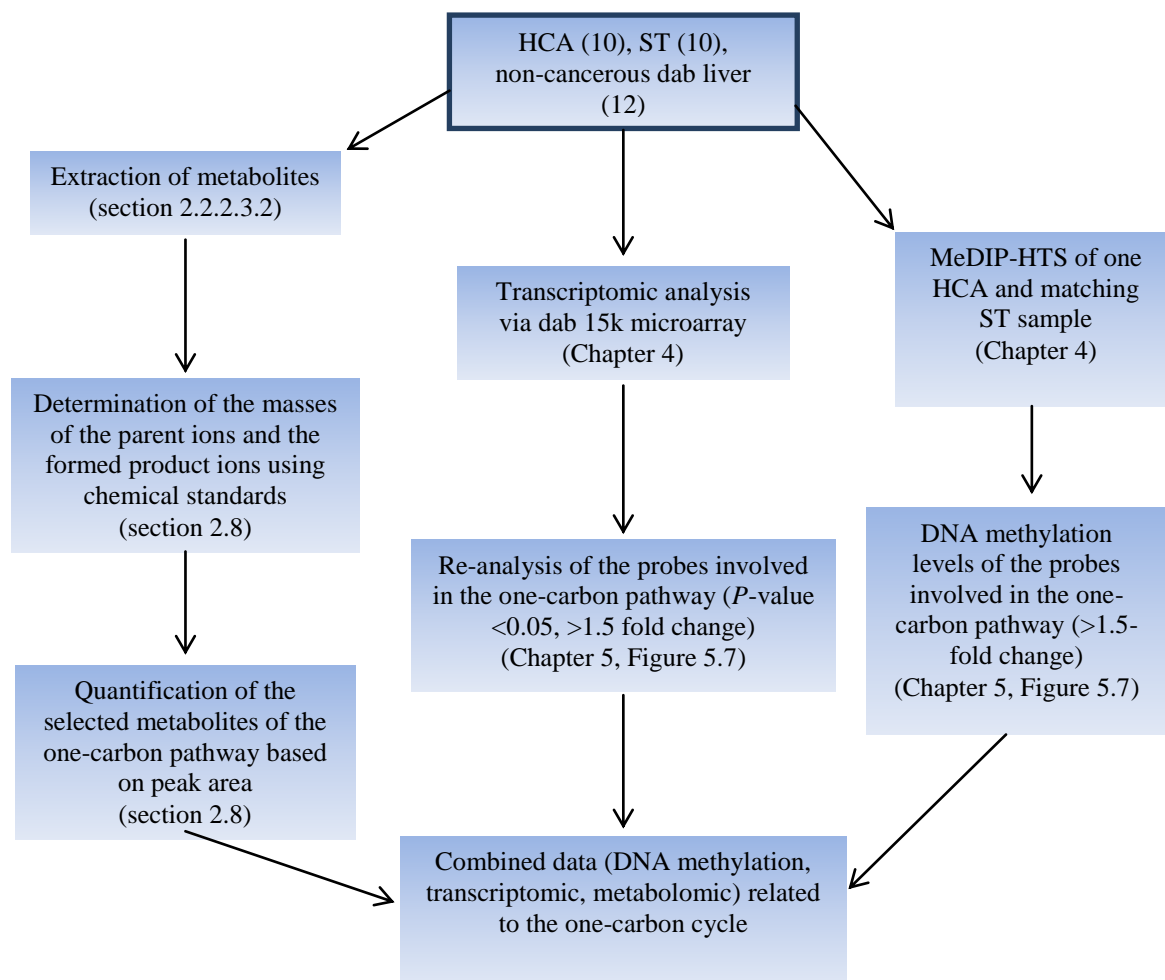 HCA (10), ST (10),
non-cancerous dab liver
(12)
Extraction of metabolites
(section 2.2.2.3.2)
Transcriptomic analysis
via dab 15k microarray
(Chapter 4)
MeDIP-HTS of one
HCA and matching
ST sample
(Chapter 4)
Determination of the masses
of the parent ions and the
formed product ions using
chemical standards
(section 2.8)
Re-analysis of the probes involved
in the one-carbon pathway (P-value
<0.05, >1.5 fold change)
(Chapter 5, Figure 5.7)
DNA methylation
levels of the probes
involved in the one-
carbon pathway (>1.5-
fold change)
(Chapter 5, Figure 5.7)
Quantification of the
selected metabolites of the
one-carbon pathway based
on peak area
(section 2.8)
Combined data (DNA methylation,
transcriptomic, metabolomic) related
to the one-carbon cycle